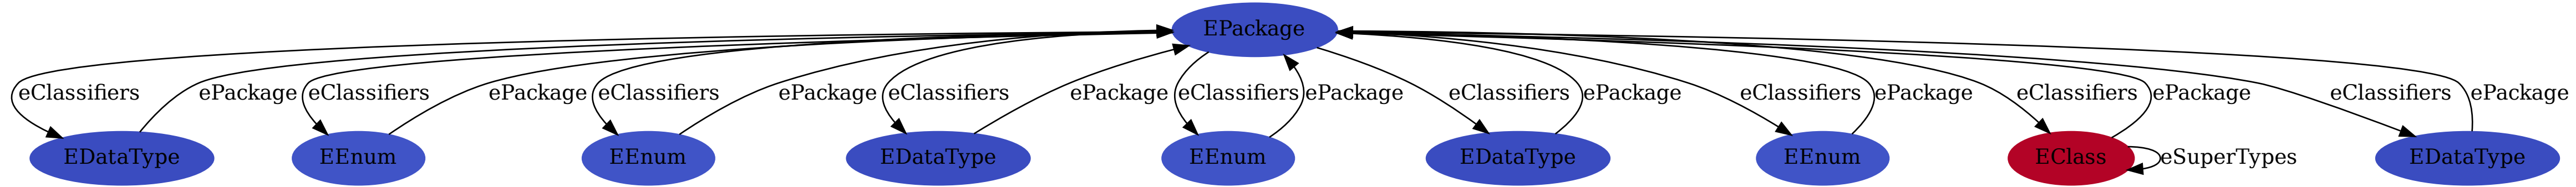 EPackage
eClassifiers
ePackage
eClassifiers
ePackage
eClassifiers
ePackage
eClassifiers
ePackage
eClassifiers
ePackage
eClassifiers
ePackage
eClassifiers
ePackage
eClassifiers
ePackage
eClassifiers
ePackage
EDataType
EEnum
EEnum
EDataType
EEnum
EDataType
EEnum
EClass
eSuperTypes
EDataType